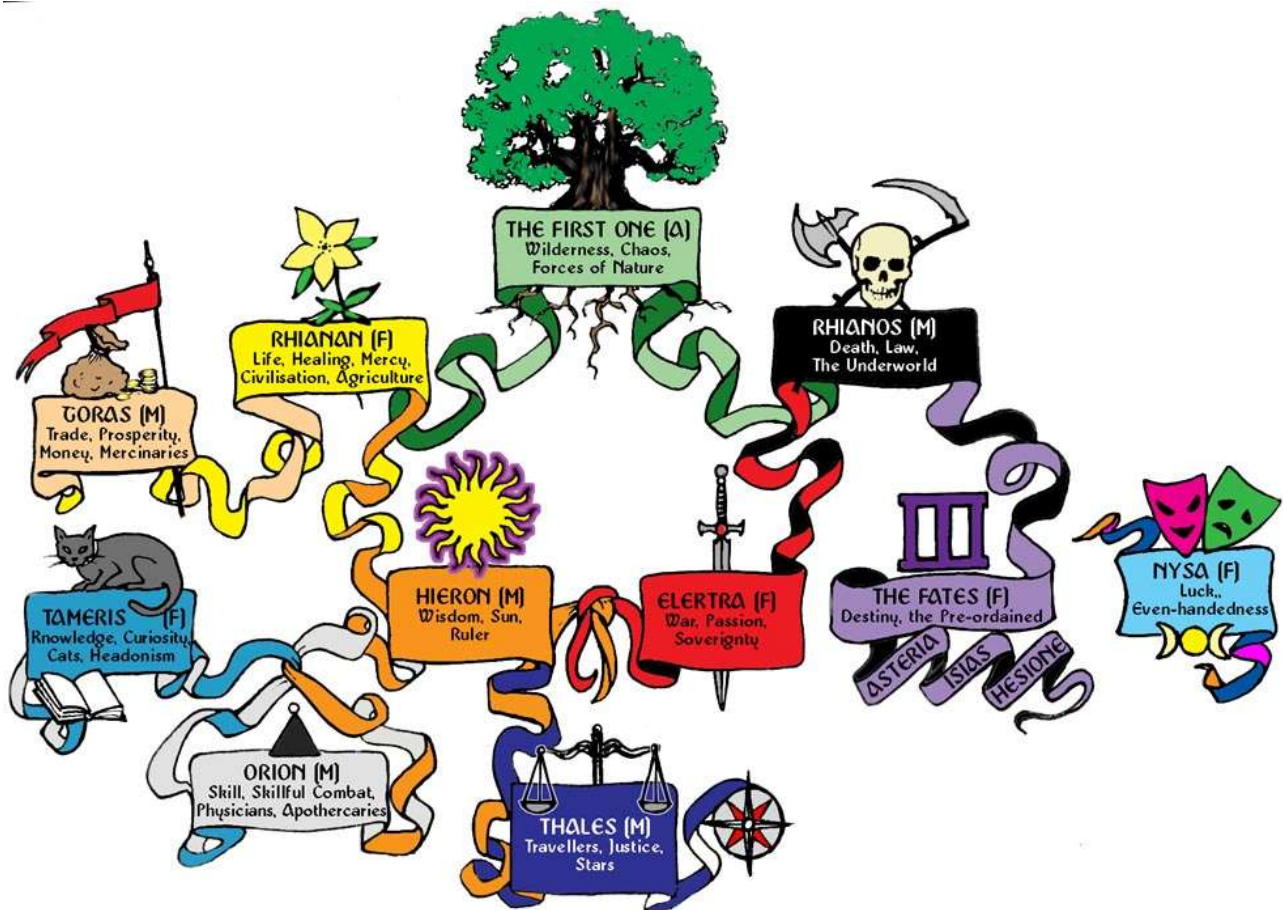 THE FIRST ONE (A)
Wilderness, Chaos,
Forces of Nature
RHIANAN (F)
Life, Healing, Mercy,
Civilisation, Agriculture
RHIANOS (M)
Death, Law,
The Underworld
TORAS (M)
Trade, Prosperity,
Money, Mercinaries
TAMERIS (F)
Knowledge, Curiosity,
Cats, Headonism
HIERON (M)
Wisdom, Sun,
Ruler
ELERTRA (F)
War, Passion,
Soverignty
THE FATES (F)
Destiny, the Pre-ordained
ASTERIA
ISIAS
HESIONE
NYSA (F)
Luck,,
Even-handedness
ORION (M)
Skill, Skillful Combat,
Physicians, Apothercaries
THALES (M)
Travellers, Justice,
Stars